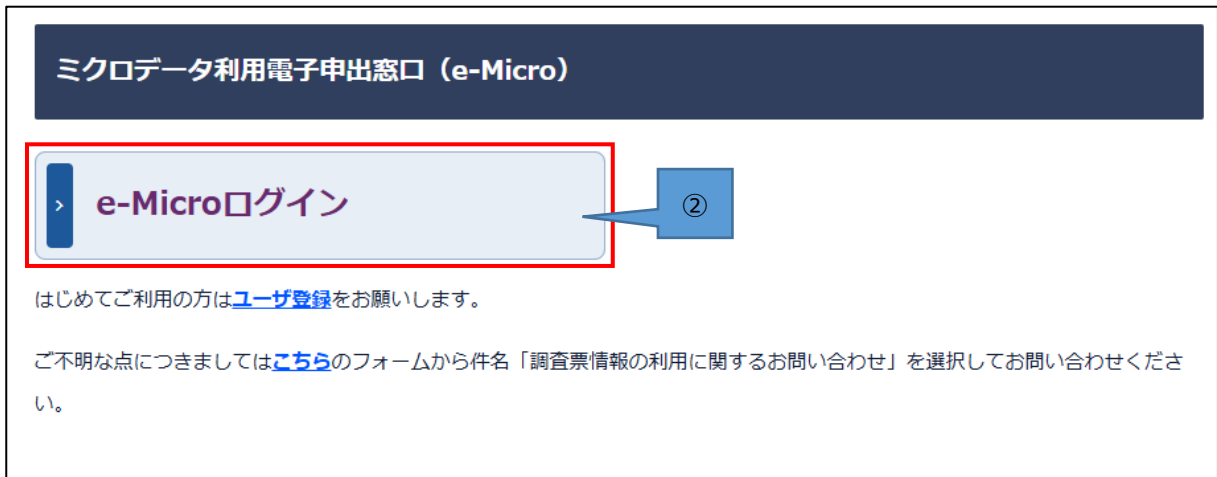 ミクロデータ利用電子申出窓口（e-Micro）
e-Microログイン
②
はじめてご利用の方はユーザ登録をお願いします。
ご不明な点につきましてはこちらのフォームから件名「調査票情報の利用に関するお問い合わせ」を選択してお問い合わせくださ
い。